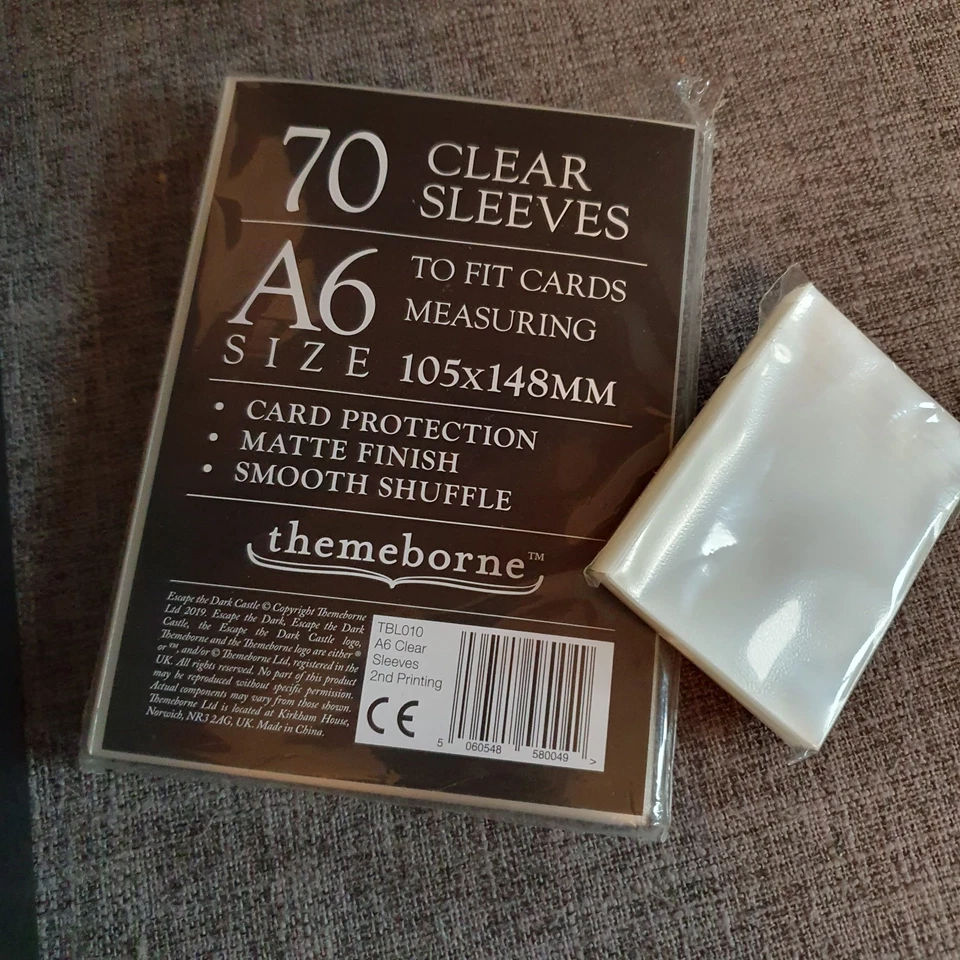 70 CLEAR
SLEEVES
A6 TO FIT CARDS
MEASURING
SIZE 105x148MM
• CARD PROTECTION
• MATTE FINISH
• SMOOTH SHUFFLE
themeborne™
Escape the Dark Castle © Copyright Themeborne
Ltd 2019. Escape the Dark, Escape the Dark
Castle, the Escape the Dark Castle logo,
Themeborne and the Themeborne logo are either ®
or ™, and/or © Themeborne Ltd, registered in the
UK. All rights reserved. No part of this product
may be reproduced without specific permission.
Actual components may vary from those shown.
Themeborne Ltd is located at Kirkham House,
Norwich, NR3 2AG, UK. Made in China.
TBL010
A6 Clear
Sleeves
2nd Printing
CE
5 060548 580049 >